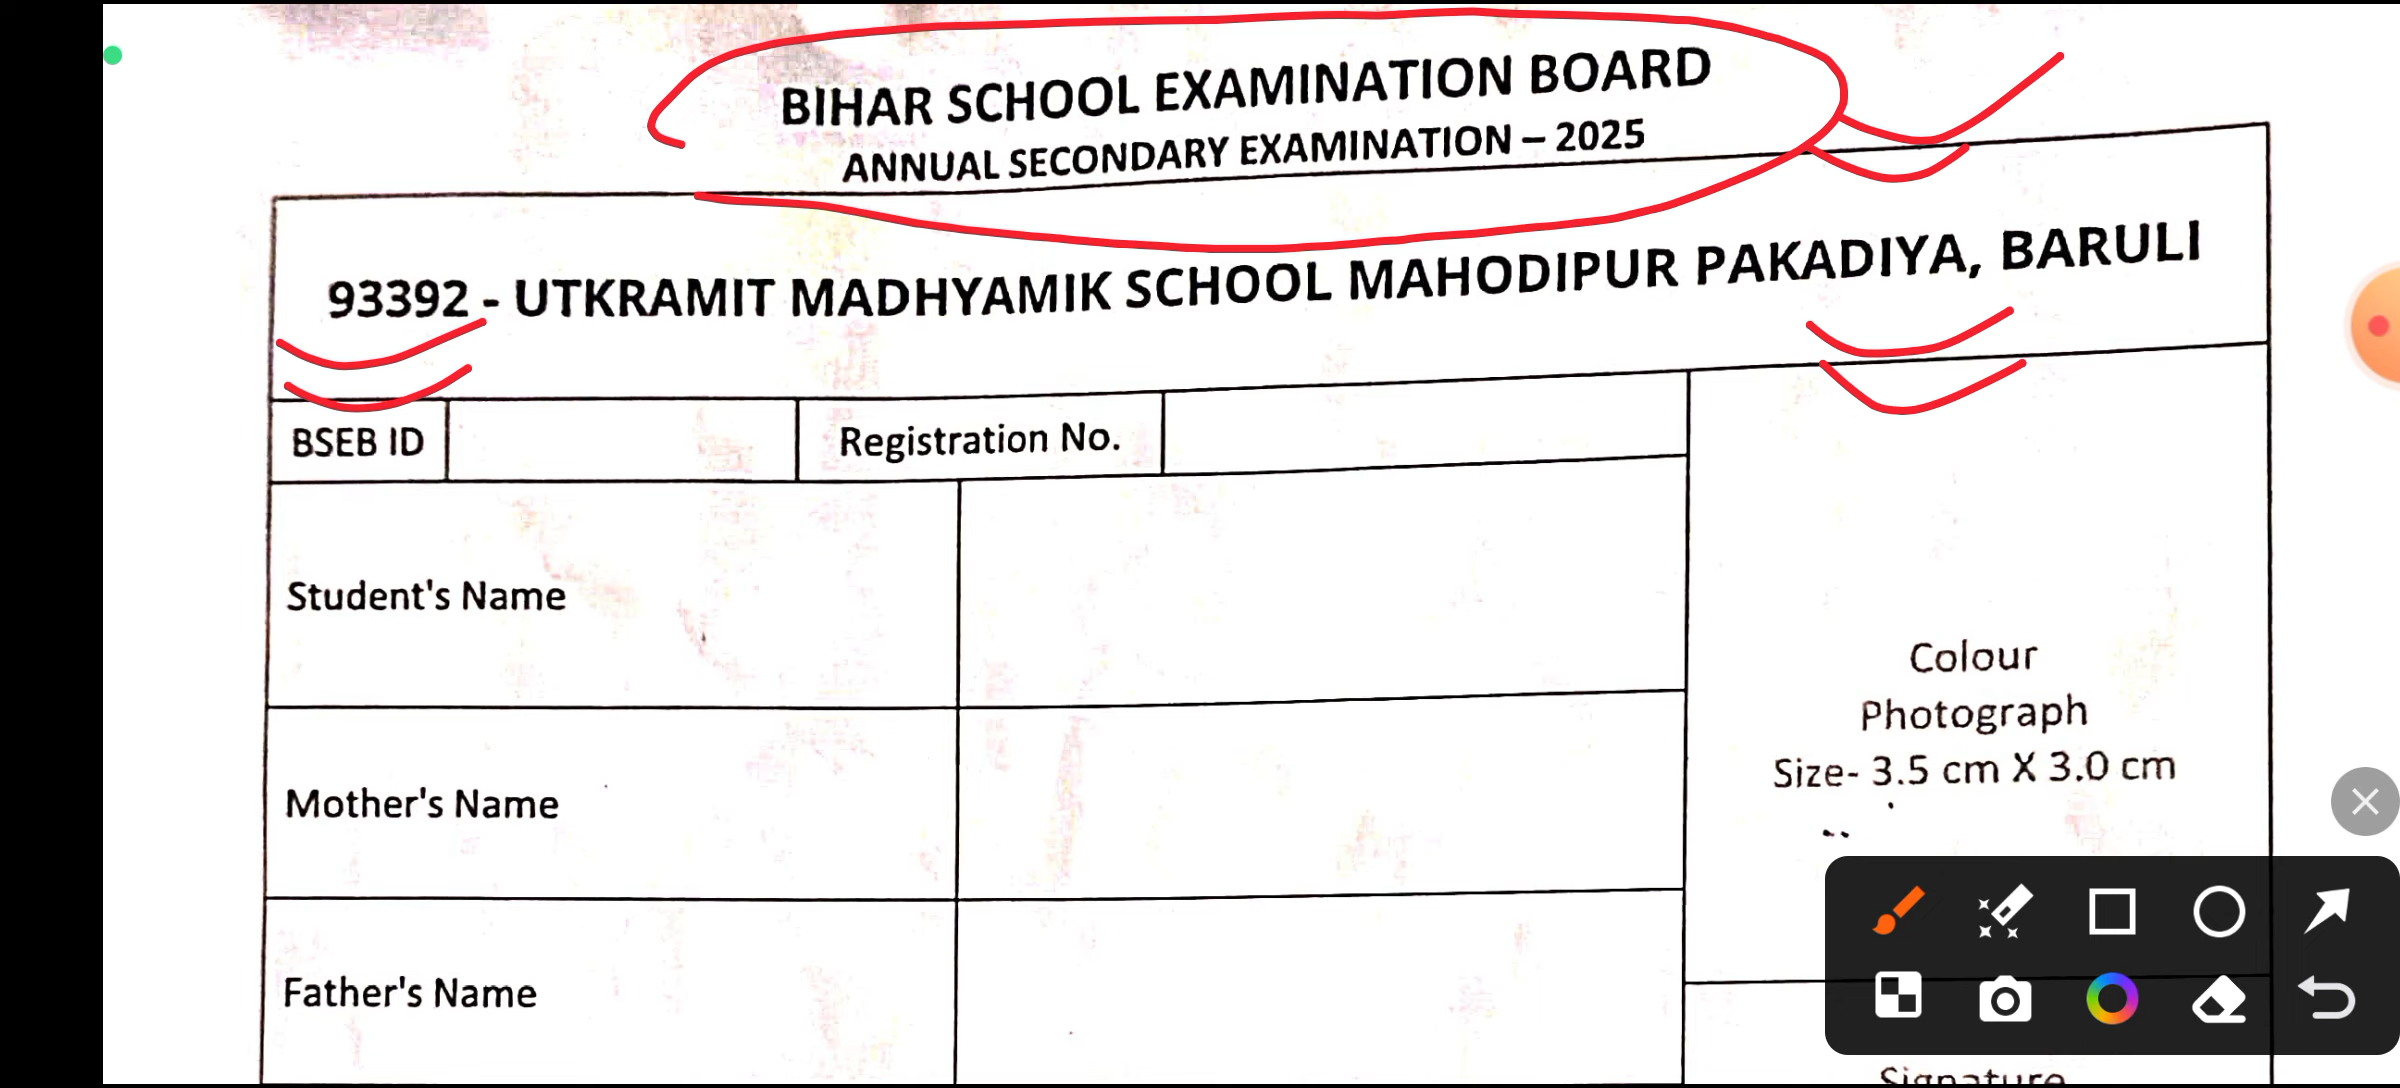 BIHAR SCHOOL EXAMINATION BOARD
ANNUAL SECONDARY EXAMINATION – 2025
93392 - UTKRAMIT MADHYAMIK SCHOOL MAHODIPUR PAKADIYA, BARULI
BSEB ID
Registration No.
Student's Name
Mother's Name
Father's Name
Colour
Photograph
Size- 3.5 cm X 3.0 cm
Signature